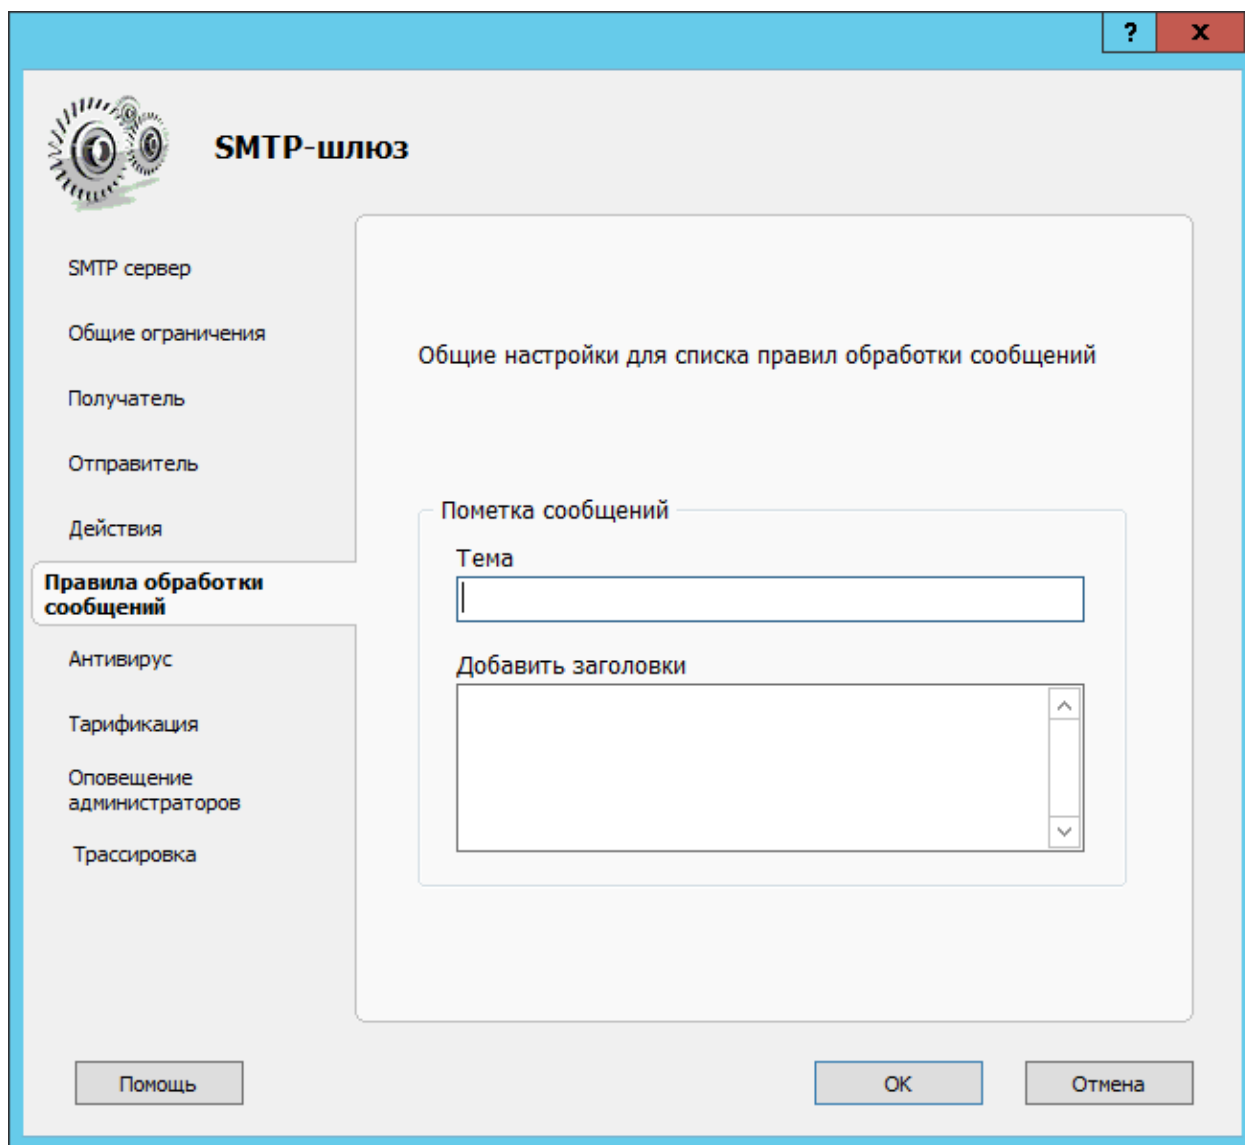 ?
x
SMTP-шлюз
SMTP сервер
Общие ограничения
Получатель
Отправитель
Действия
Правила обработки
сообщений
Антивирус
Тарификация
Оповещение
администраторов
Трассировка
Общие настройки для списка правил обработки сообщений
Пометка сообщений
Тема
Добавить заголовки
Помощь
OK
Отмена